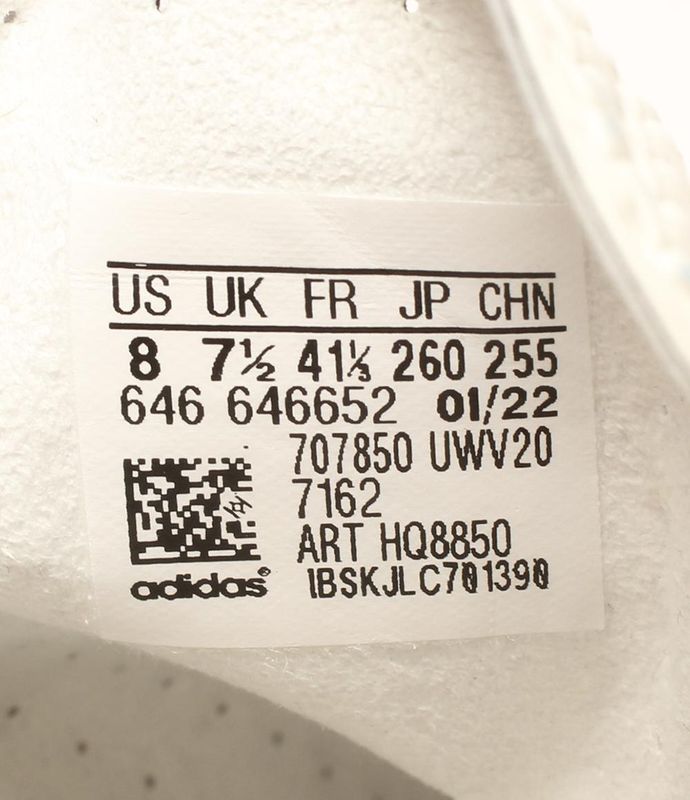 US UK FR JP CHN
8 7½ 41⅓ 260 255
646 646652 01/22
707850 UWV20
7162
ART HQ8850
adidas®
IBSKJLC701390